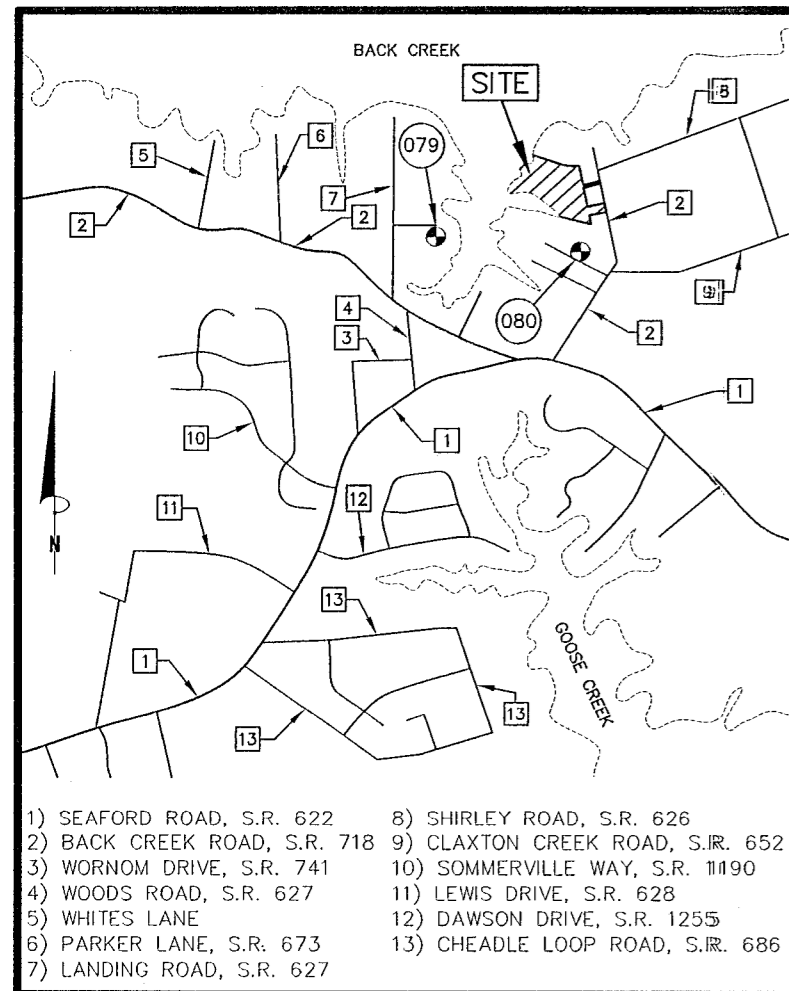 BACK CREEK
SITE
8
5
6
079
7
2
2
2
4
9
3
080
2
1
10
1
12
11
N
13
GOOSE CREEK
1
13
13
1) SEAFORD ROAD, S.R. 622
2) BACK CREEK ROAD, S.R. 718
3) WORNOM DRIVE, S.R. 741
4) WOODS ROAD, S.R. 627
5) WHITES LANE
6) PARKER LANE, S.R. 673
7) LANDING ROAD, S.R. 627
8) SHIRLEY ROAD, S.R. 626
9) CLAXTON CREEK ROAD, S.R. 652
10) SOMMERVILLE WAY, S.R. 1190
11) LEWIS DRIVE, S.R. 628
12) DAWSON DRIVE, S.R. 1255
13) CHEADLE LOOP ROAD, S.R. 686